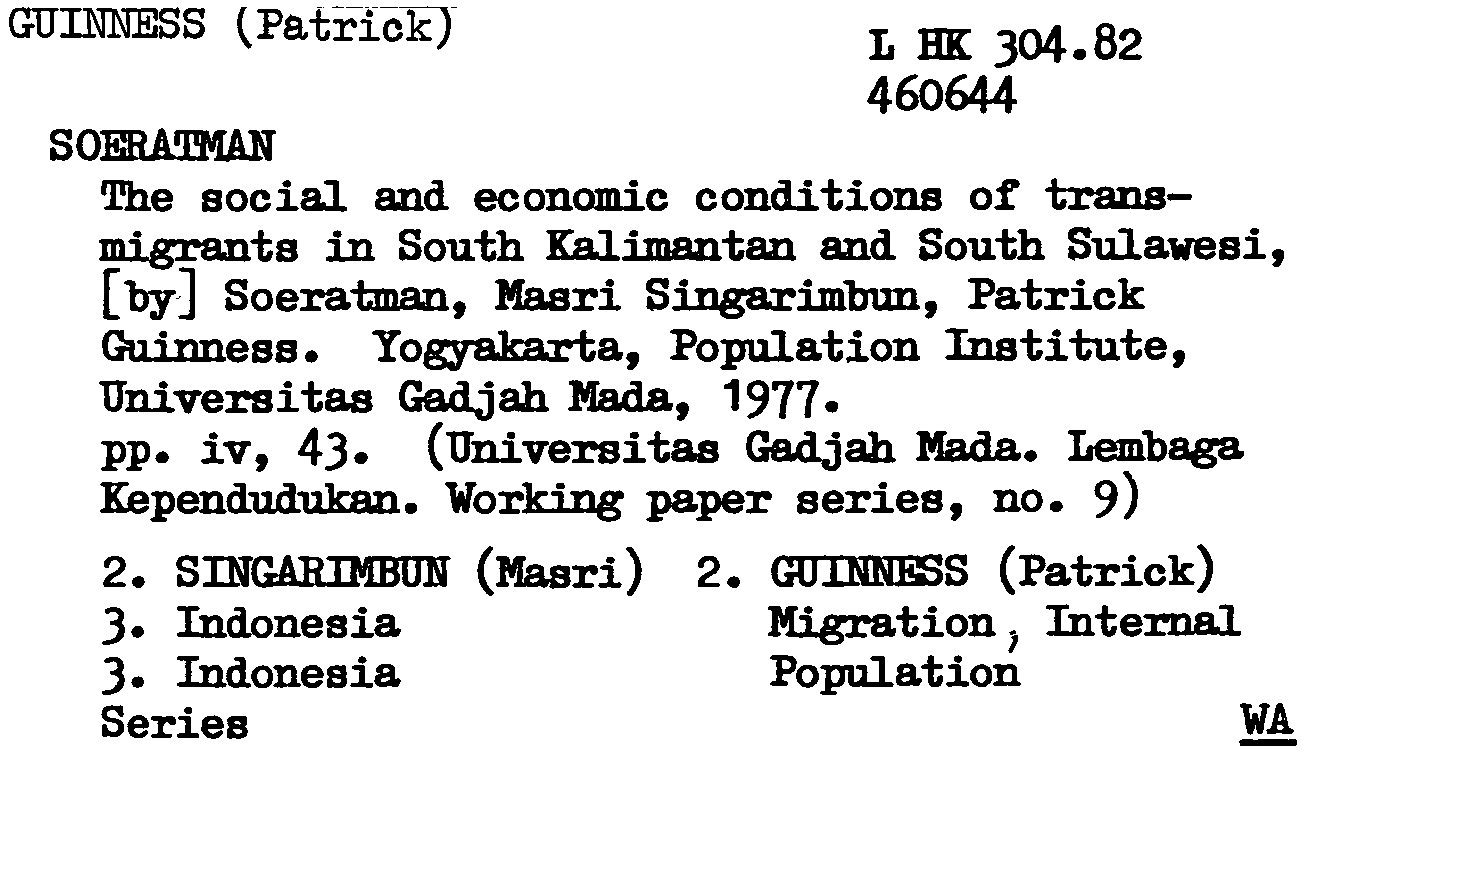 GUINNESS (Patrick)
L HK 304.82
460644
SOERATMAN
The social and economic conditions of trans-
migrants in South Kalimantan and South Sulawesi,
[by] Soeratman, Masri Singarimbun, Patrick
Guinness. Yogyakarta, Population Institute,
Universitas Gadjah Mada, 1977.
pp. iv, 43. (Universitas Gadjah Mada. Lembaga
Kependudukan. Working paper series, no. 9)
2. SINGARIMBUN (Masri) 2. GUINNESS (Patrick)
3. Indonesia Migration, Internal
3. Indonesia Population
Series WA